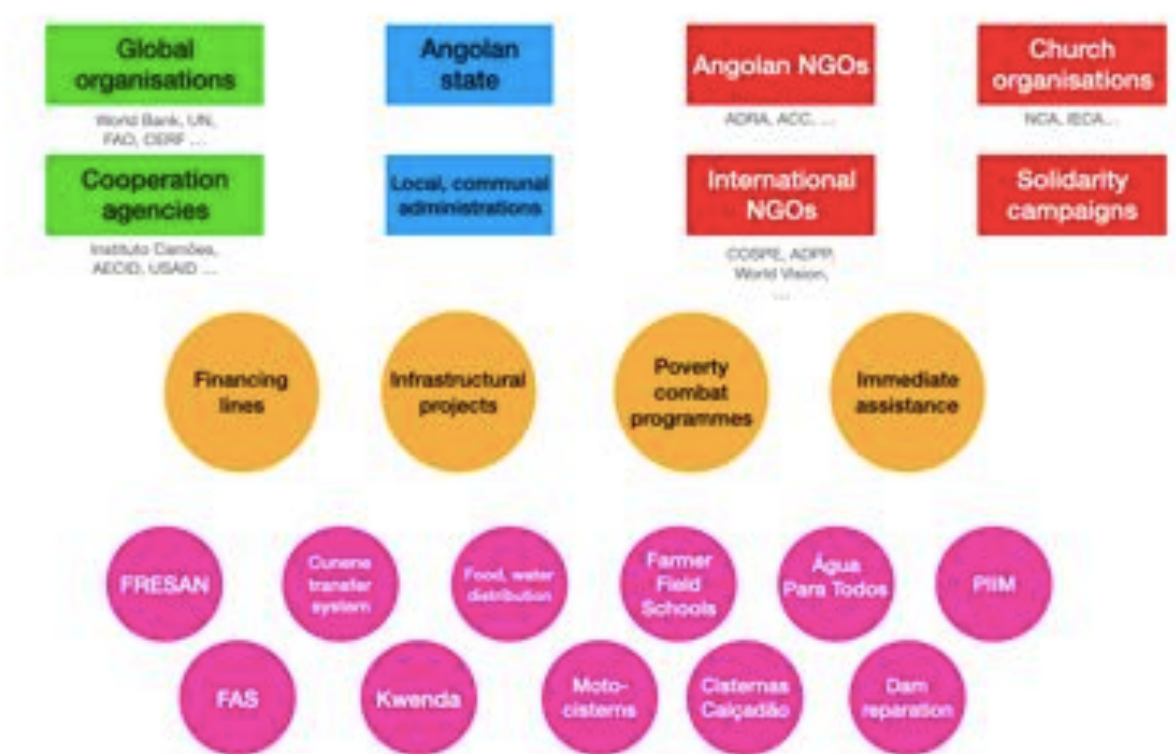 Global
organisations
World Bank, UN,
FAO, CERF ...
Angolan
state
Angolan NGOs
ADRA, ACC, ...
Church
organisations
NCA, IECA...
Cooperation
agencies
Instituto Camões,
AECID, USAID ...
Local, communal
administrations
International
NGOs
COSPE, ADPP,
World Vision,
...
Solidarity
campaigns
Financing
lines
Infrastructural
projects
Poverty
combat
programmes
Immediate
assistance
FRESAN
Cunene
transfer
system
Food, water
distribution
Farmer
Field
Schools
Água
Para Todos
PIIM
FAS
Kwenda
Moto-
cisterns
Cisternas
Calçadão
Dam
reparation